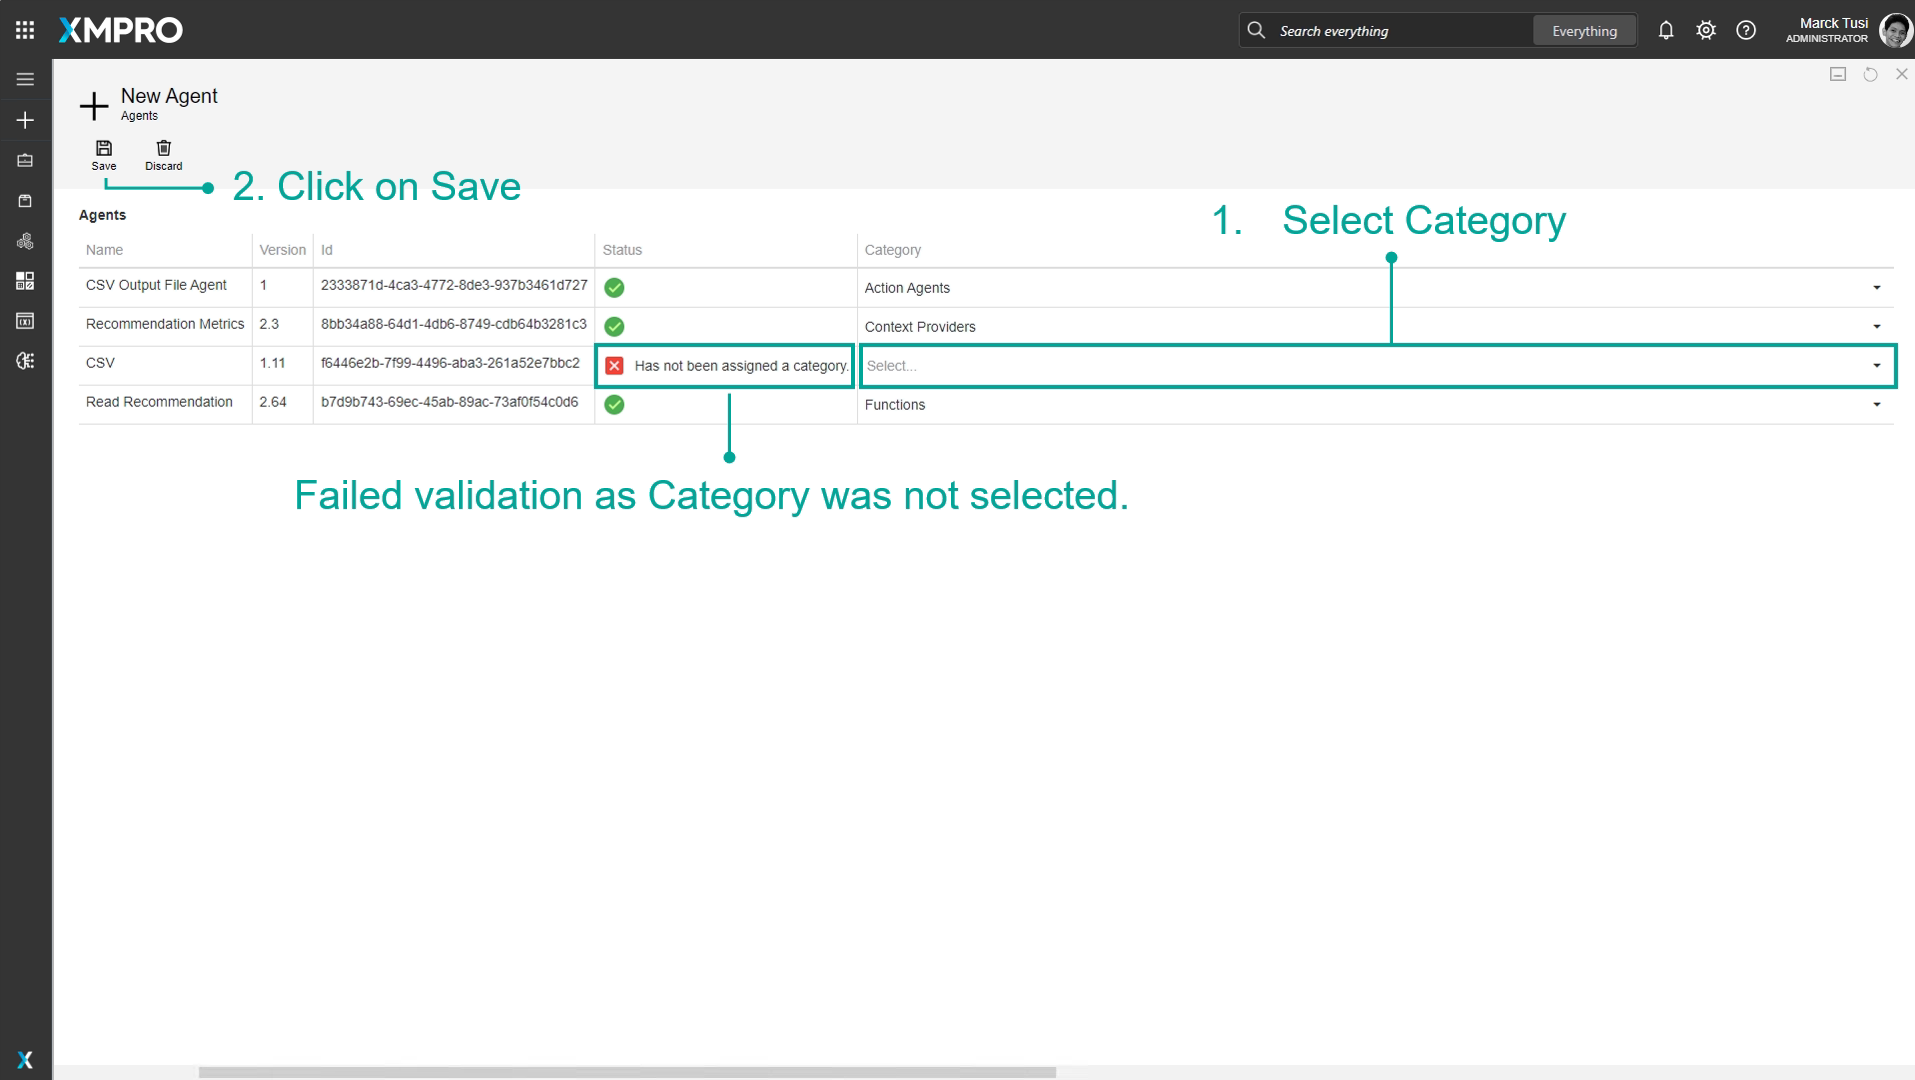 XMPRO
Search everything
Everything
Marck Tusi
ADMINISTRATOR
New Agent
Agents
Save
Discard
2. Click on Save
1. Select Category
Agents
Name Version Id Status Category
CSV Output File Agent 1 2333871d-4ca3-4772-8de3-937b3461d727 Action Agents
Recommendation Metrics 2.3 8bb34a88-64d1-4db6-8749-cdb64b3281c3 Context Providers
CSV 1.11 f6446e2b-7f99-4496-aba3-261a52e7bbc2 Has not been assigned a category. Select...
Read Recommendation 2.64 b7d9b743-69ec-45ab-89ac-73af0f54c0d6 Functions
Failed validation as Category was not selected.